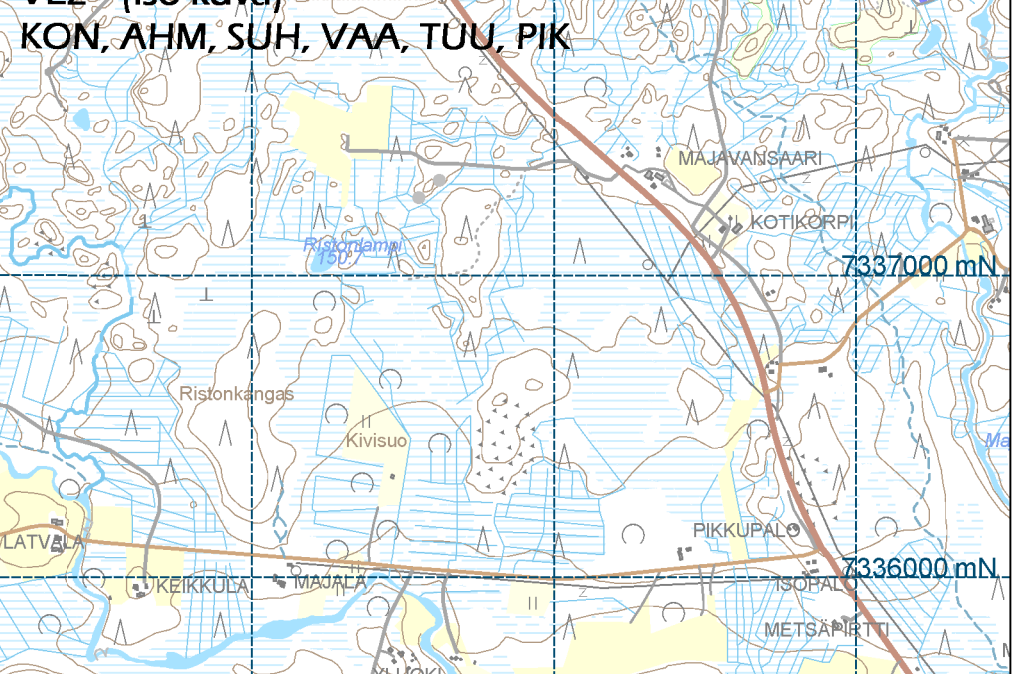 KON, AHM, SUH, VAA, TUU, PIK
MAJAVANSAARI
KOTIKORPI
Ristonlampi
150.7
7337000 mN
Ristonkangas
Kivisuo
PIKKUPALO
LATVALA
7336000 mN
KEIKKULA
MAJALA
ISOPALO
METSÄPIRTTI